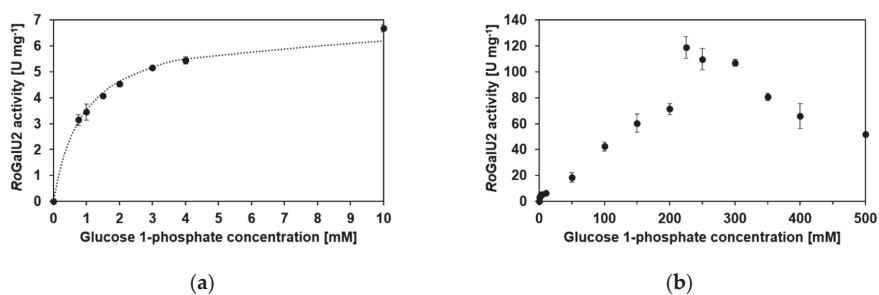 RoGalU2 activity [U mg⁻¹]
7
6
5
4
3
2
1
0
0 1 2 3 4 5 6 7 8 9 10
Glucose 1-phosphate concentration [mM]
(a)
RoGalU2 activity [U mg⁻¹]
140
120
100
80
60
40
20
0
0 100 200 300 400 500
Glucose 1-phosphate concentration [mM]
(b)